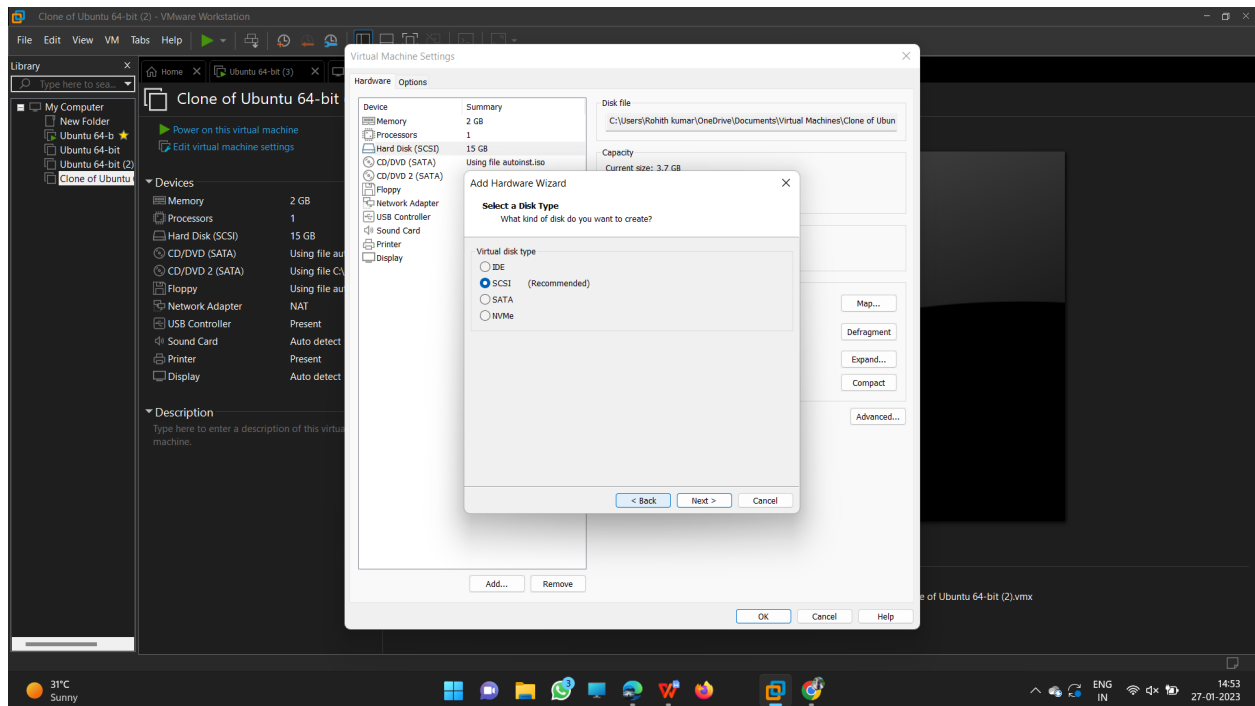 Clone of Ubuntu 64-bit (2) - VMware Workstation
File Edit View VM Tabs Help
Library X
Type here to sea...
My Computer
New Folder
Ubuntu 64-b
Ubuntu 64-bit
Ubuntu 64-bit (2)
Clone of Ubuntu
Home
Ubuntu 64-bit (3)
Clone of Ubuntu 64-bit
Power on this virtual machine
Edit virtual machine settings
Devices
Memory 2 GB
Processors 1
Hard Disk (SCSI) 15 GB
CD/DVD (SATA) Using file au
CD/DVD 2 (SATA) Using file C:\
Floppy Using file au
Network Adapter NAT
USB Controller Present
Sound Card Auto detect
Printer Present
Display Auto detect
Description
Type here to enter a description of this virtua
machine.
Virtual Machine Settings
Hardware Options
Device Summary
Memory 2 GB
Processors 1
Hard Disk (SCSI) 15 GB
CD/DVD (SATA) Using file autoinst.iso
CD/DVD 2 (SATA)
Floppy
Network Adapter
USB Controller
Sound Card
Printer
Display
Add... Remove
Disk file
C:\Users\Rohith kumar\OneDrive\Documents\Virtual Machines\Clone of Ubun
Capacity
Current size: 3.7 GB
Map...
Defragment
Expand...
Compact
Advanced...
OK Cancel Help
Add Hardware Wizard
Select a Disk Type
What kind of disk do you want to create?
Virtual disk type
IDE
SCSI (Recommended)
SATA
NVMe
< Back Next > Cancel
e of Ubuntu 64-bit (2).vmx
31°C
Sunny
3
ENG
IN
14:53
27-01-2023